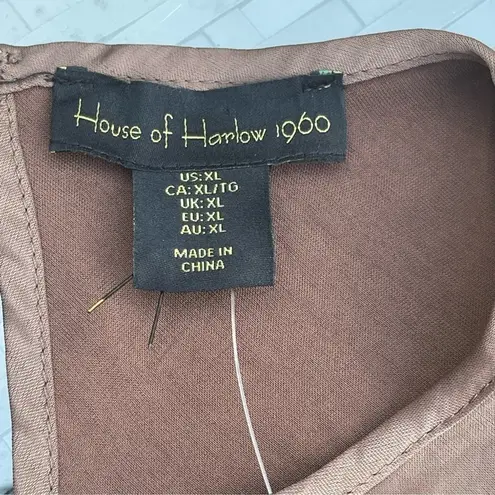 House of Harlow 1960
US:XL
CA:XL/TG
UK:XL
EU:XL
AU:XL
MADE IN
CHINA